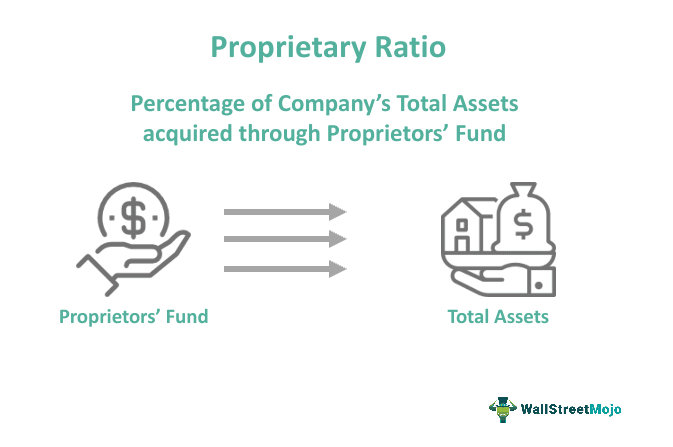 Proprietary Ratio
Percentage of Company's Total Assets
acquired through Proprietors' Fund
$
$
Proprietors' Fund
Total Assets
WallStreetMojo